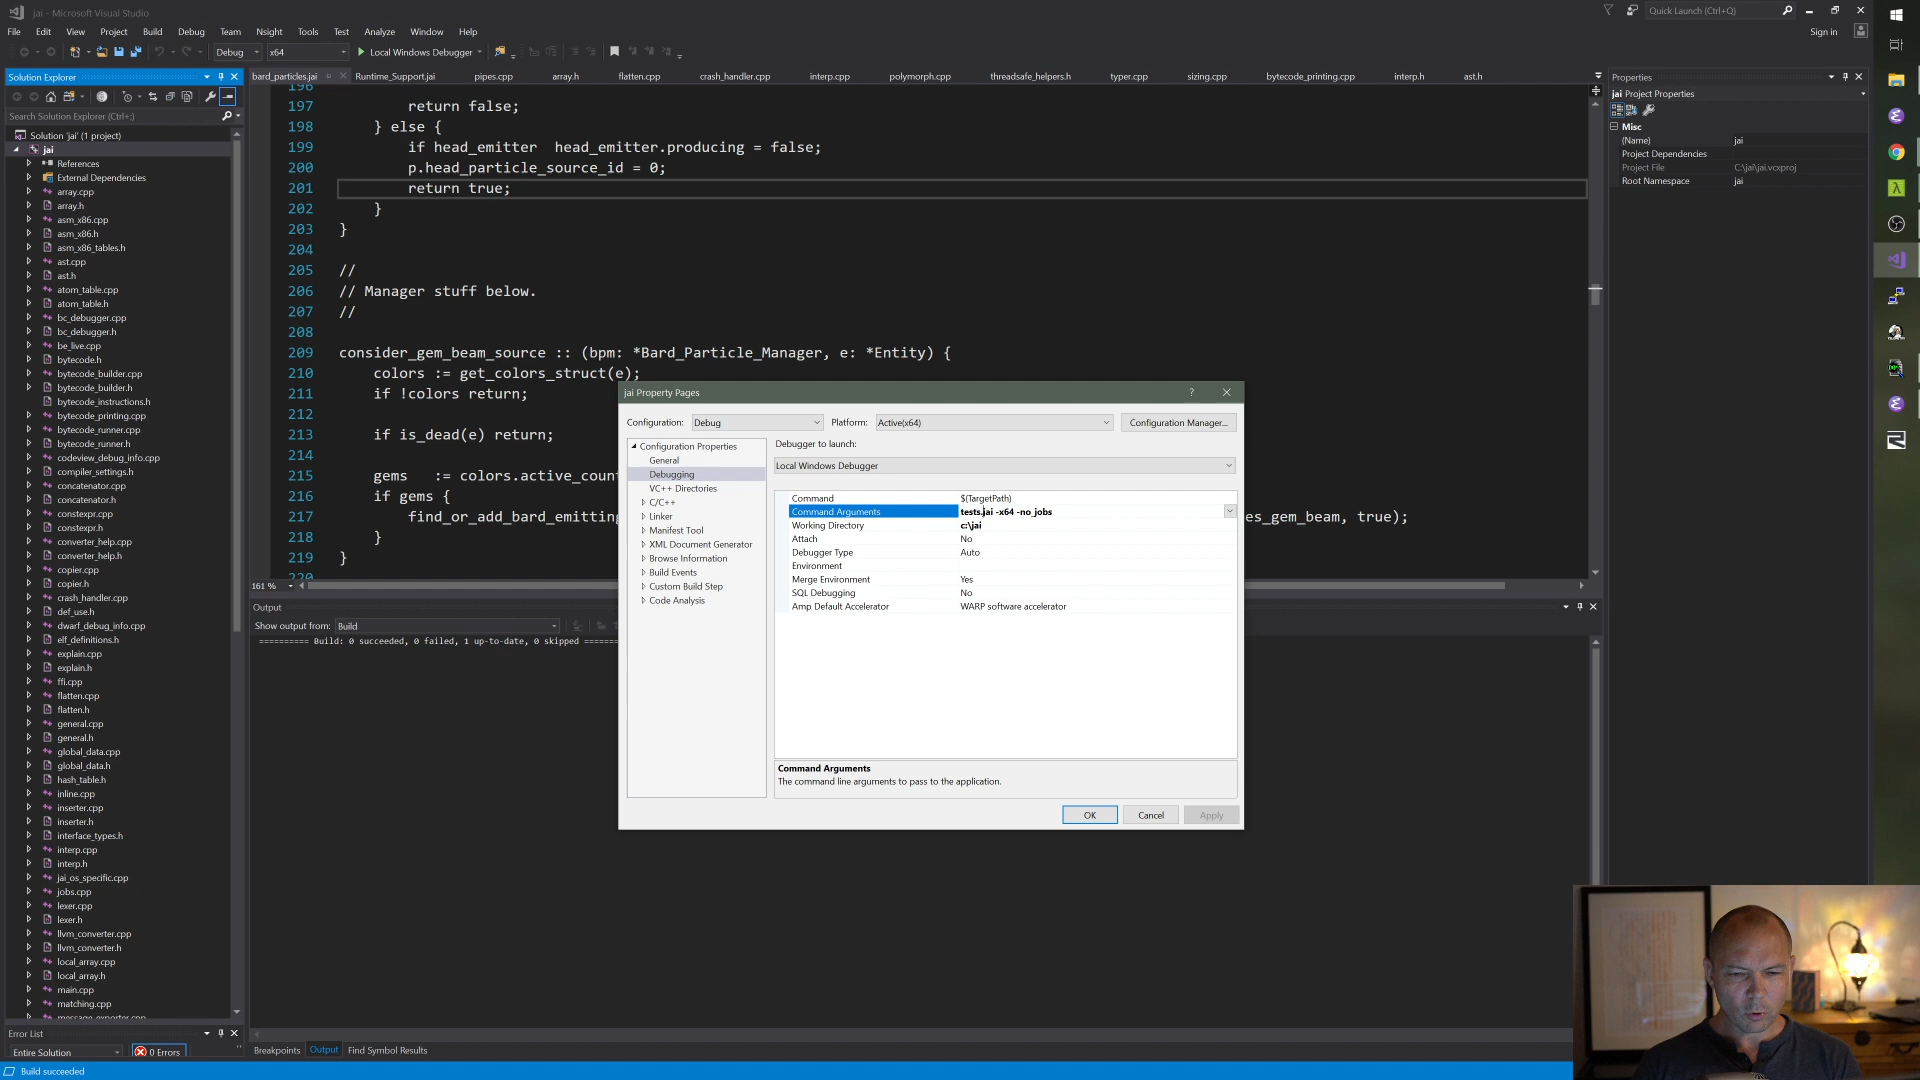 jai - Microsoft Visual Studio
Quick Launch (Ctrl+Q)
File Edit View Project Build Debug Team Nsight Tools Test Analyze Window Help
Sign in
Debug x64 Local Windows Debugger
Solution Explorer
Search Solution Explorer (Ctrl+;)
Solution 'jai' (1 project)
jai
References
External Dependencies
array.cpp
array.h
asm_x86.cpp
asm_x86.h
asm_x86_tables.h
ast.cpp
ast.h
atom_table.cpp
atom_table.h
bc_debugger.cpp
bc_debugger.h
be_live.cpp
bytecode.h
bytecode_builder.cpp
bytecode_builder.h
bytecode_instructions.h
bytecode_printing.cpp
bytecode_runner.cpp
bytecode_runner.h
codeview_debug_info.cpp
compiler_settings.h
concatenator.cpp
concatenator.h
constexpr.cpp
constexpr.h
converter_help.cpp
converter_help.h
copier.cpp
copier.h
crash_handler.cpp
def_use.h
dwarf_debug_info.cpp
elf_definitions.h
explain.cpp
explain.h
ffi.cpp
flatten.cpp
flatten.h
general.cpp
general.h
global_data.cpp
global_data.h
hash_table.h
inline.cpp
inserter.cpp
inserter.h
interface_types.h
interp.cpp
interp.h
jai_os_specific.cpp
jobs.cpp
lexer.cpp
lexer.h
llvm_converter.cpp
llvm_converter.h
local_array.cpp
local_array.h
main.cpp
matching.cpp
message_exporter.cpp
Error List
Entire Solution 0 Errors
bard_particles.jai Runtime_Support.jai pipes.cpp array.h flatten.cpp crash_handler.cpp interp.cpp polymorph.cpp threadsafe_helpers.h typer.cpp sizing.cpp bytecode_printing.cpp interp.h ast.h
196
197 return false;
198 } else {
199 if head_emitter head_emitter.producing = false;
200 p.head_particle_source_id = 0;
201 return true;
202 }
203 }
204
205 //
206 // Manager stuff below.
207 //
208
209 consider_gem_beam_source :: (bpm: *Bard_Particle_Manager, e: *Entity) {
210 colors := get_colors_struct(e);
211 if !colors return;
212
213 if is_dead(e) return;
214
215 gems := colors.active_count
216 if gems {
217 find_or_add_bard_emitting es_gem_beam, true);
218 }
219 }
220
161 %
jai Property Pages
Configuration: Debug Platform: Active(x64) Configuration Manager...
Configuration Properties
General
Debugging
VC++ Directories
C/C++
Linker
Manifest Tool
XML Document Generator
Browse Information
Build Events
Custom Build Step
Code Analysis
Debugger to launch:
Local Windows Debugger
Command $(TargetPath)
Command Arguments tests.jai -x64 -no_jobs
Working Directory c:\jai
Attach No
Debugger Type Auto
Environment
Merge Environment Yes
SQL Debugging No
Amp Default Accelerator WARP software accelerator
Command Arguments
The command line arguments to pass to the application.
OK Cancel Apply
Output
Show output from: Build
========== Build: 0 succeeded, 0 failed, 1 up-to-date, 0 skipped =======
Breakpoints Output Find Symbol Results
Build succeeded
Properties
jai Project Properties
Misc
(Name) jai
Project Dependencies
Project File C:\jai\jai.vcxproj
Root Namespace jai